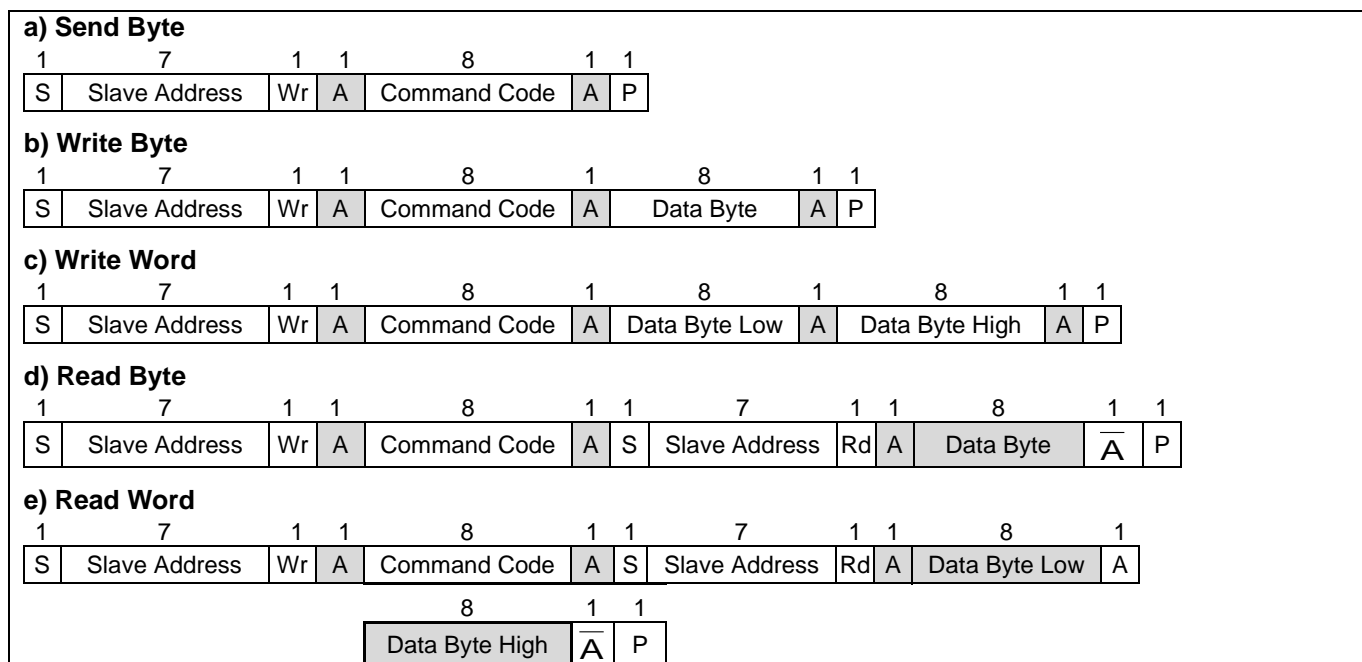 a) Send Byte
1 7 1 1 8 1 1
S Slave Address Wr A Command Code A P
b) Write Byte
1 7 1 1 8 1 8 1 1
S Slave Address Wr A Command Code A Data Byte A P
c) Write Word
1 7 1 1 8 1 8 1 8 1 1
S Slave Address Wr A Command Code A Data Byte Low A Data Byte High A P
d) Read Byte
1 7 1 1 8 1 1 7 1 1 8 1 1
S Slave Address Wr A Command Code A S Slave Address Rd A Data Byte A̅ P
e) Read Word
1 7 1 1 8 1 1 7 1 1 8 1
S Slave Address Wr A Command Code A S Slave Address Rd A Data Byte Low A
8 1 1
Data Byte High A̅ P